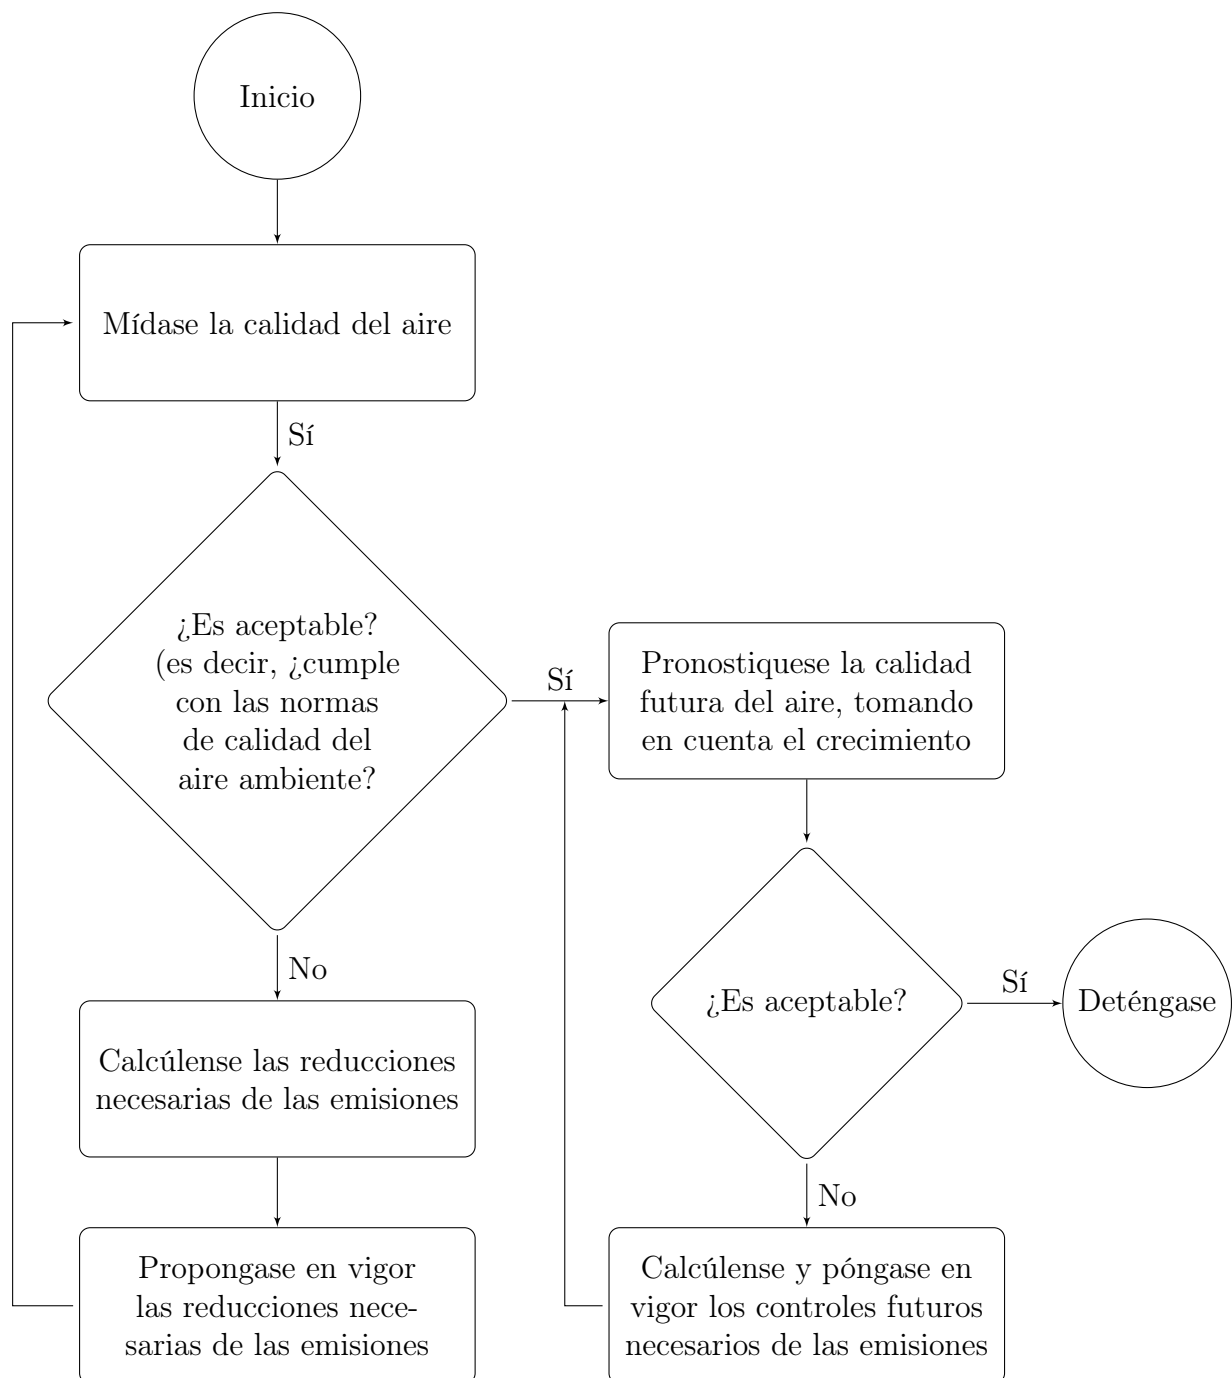 Inicio
Mídase la calidad del aire
Sí
¿Es aceptable?
(es decir, ¿cumple
con las normas
de calidad del
aire ambiente?
Sí
Pronostiquese la calidad
futura del aire, tomando
en cuenta el crecimiento
No
¿Es aceptable?
Sí
Deténgase
Calcúlense las reducciones
necesarias de las emisiones
No
Propongase en vigor
las reducciones nece-
sarias de las emisiones
Calcúlense y póngase en
vigor los controles futuros
necesarios de las emisiones